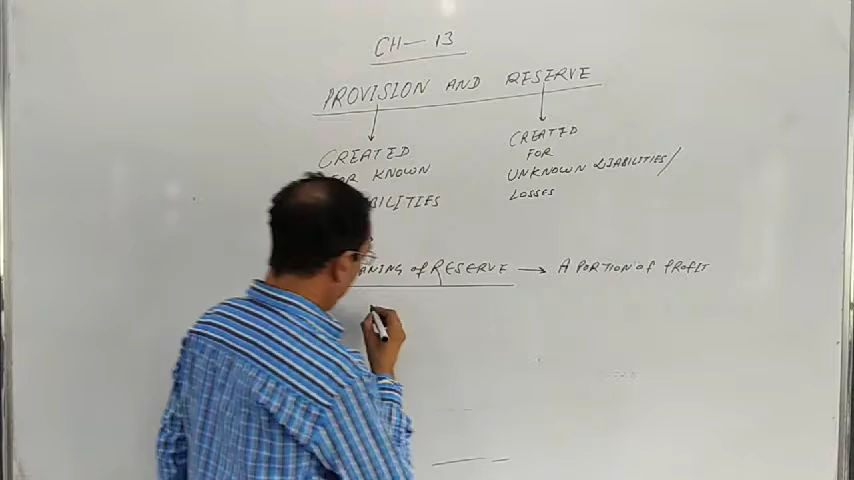 CH — 13
PROVISION AND RESERVE
CREATED
FOR KNOWN
LIABILITIES
CREATED
FOR
UNKNOWN LIABILITIES/
LOSSES
MEANING of RESERVE → A PORTION of PROFIT